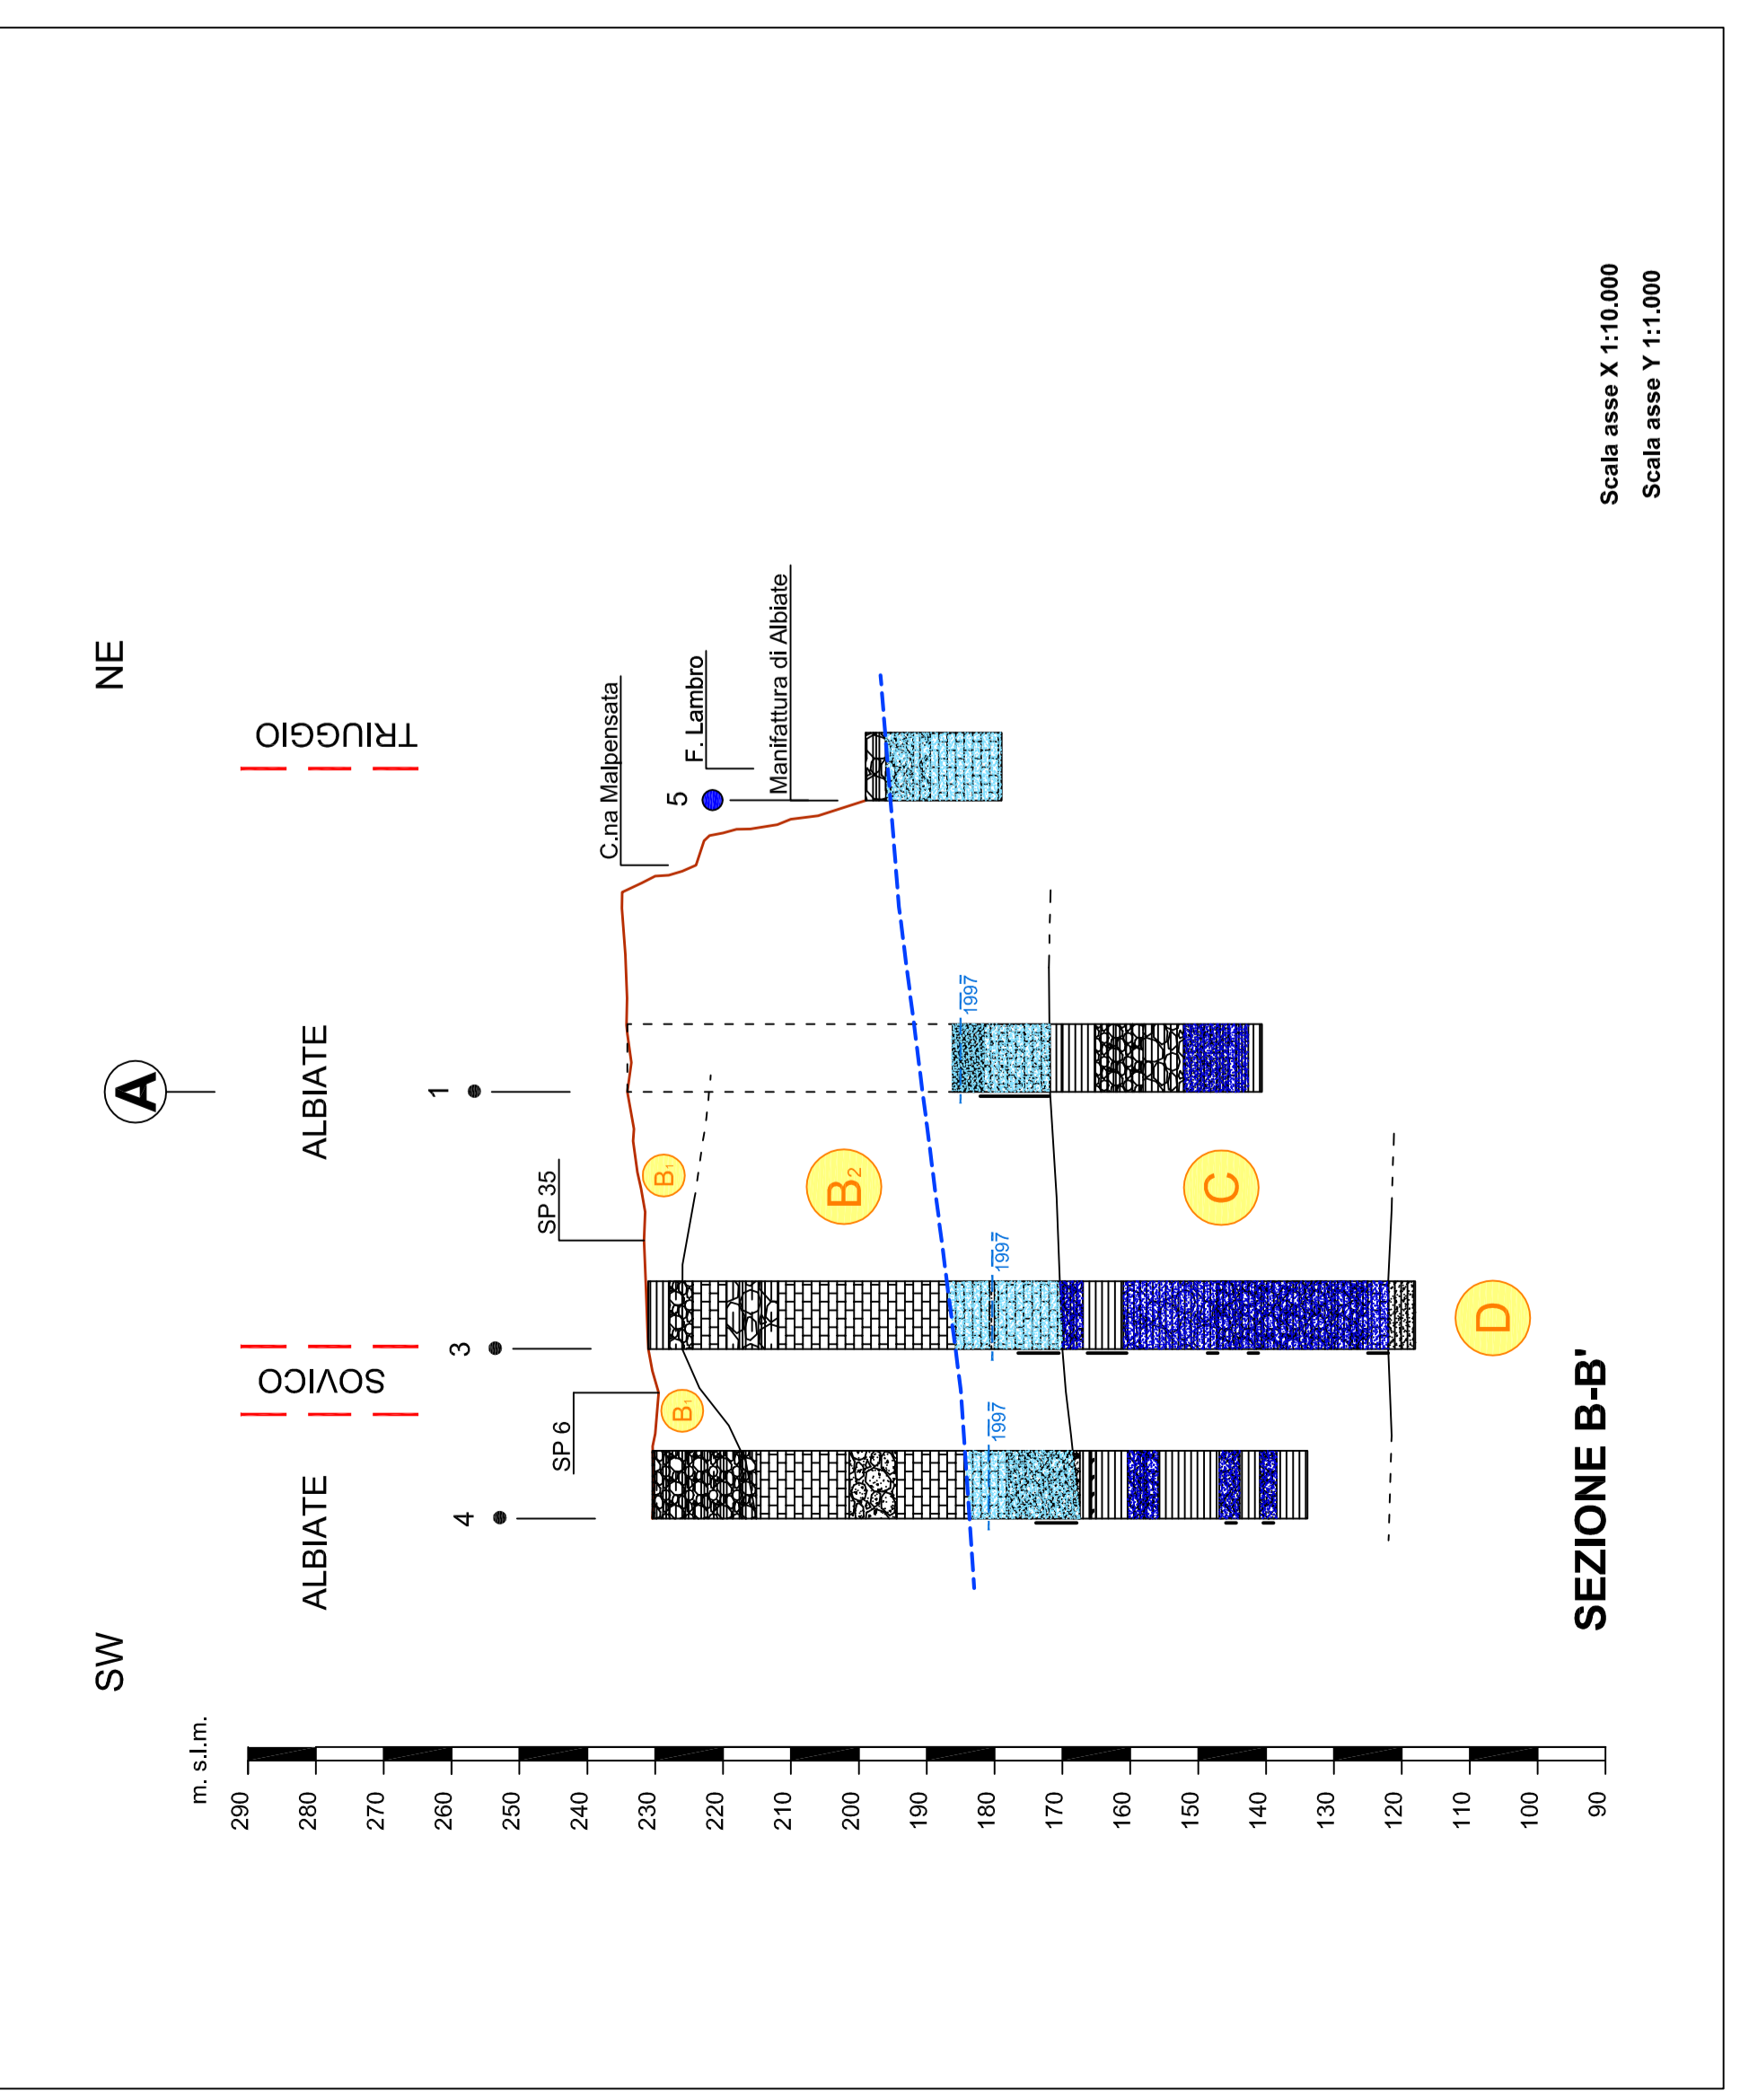 SW
NE
A
m. s.l.m.
ALBIATE
SOVICO
ALBIATE
TRIUGGIO
290
280
270
260
250
240
230
220
210
200
190
180
170
160
150
140
130
120
110
100
90
4
3
1
5
SP 6
SP 35
C.na Malpensata
F. Lambro
Manifattura di Albiate
B1
B1
B2
C
D
1997
1997
1997
SEZIONE B-B'
Scala asse X 1:10.000
Scala asse Y 1:1.000